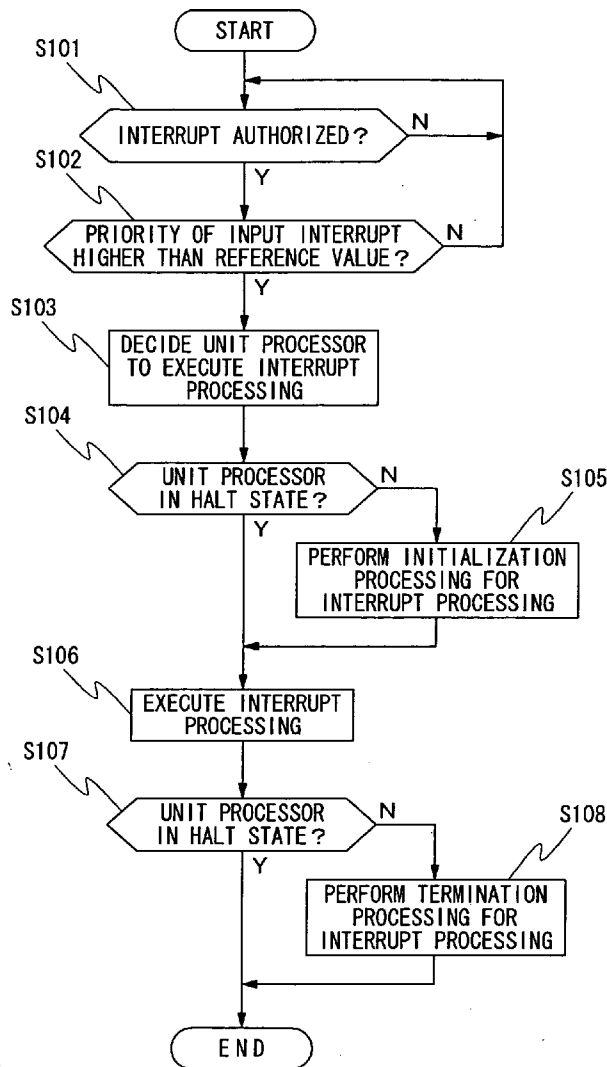 START
S101
INTERRUPT AUTHORIZED?
N
Y
S102
PRIORITY OF INPUT INTERRUPT
HIGHER THAN REFERENCE VALUE?
N
Y
S103
DECIDE UNIT PROCESSOR
TO EXECUTE INTERRUPT
PROCESSING
S104
UNIT PROCESSOR
IN HALT STATE?
N
Y
S105
PERFORM INITIALIZATION
PROCESSING FOR
INTERRUPT PROCESSING
S106
EXECUTE INTERRUPT
PROCESSING
S107
UNIT PROCESSOR
IN HALT STATE?
N
Y
S108
PERFORM TERMINATION
PROCESSING FOR
INTERRUPT PROCESSING
END